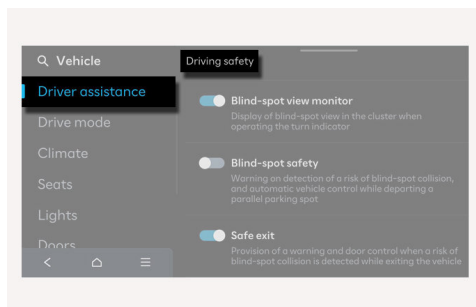 Vehicle
Driving safety
Driver assistance
Blind-spot view monitor
Display of blind-spot view in the cluster when
operating the turn indicator
Drive mode
Climate
Blind-spot safety
Warning on detection of a risk of blind-spot collision,
and automatic vehicle control while departing a
parallel parking spot
Seats
Lights
Safe exit
Provision of a warning and door control when a risk of
blind-spot collision is detected while exiting the vehicle
Doors